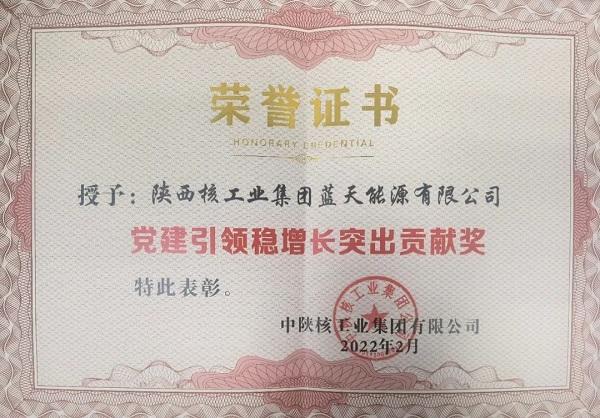 荣誉证书
HONORARY CREDENTIAL
授予：陕西核工业集团蓝天能源有限公司
党建引领稳增长突出贡献奖
特此表彰。
中陕核工业集团有限公司
2022年2月